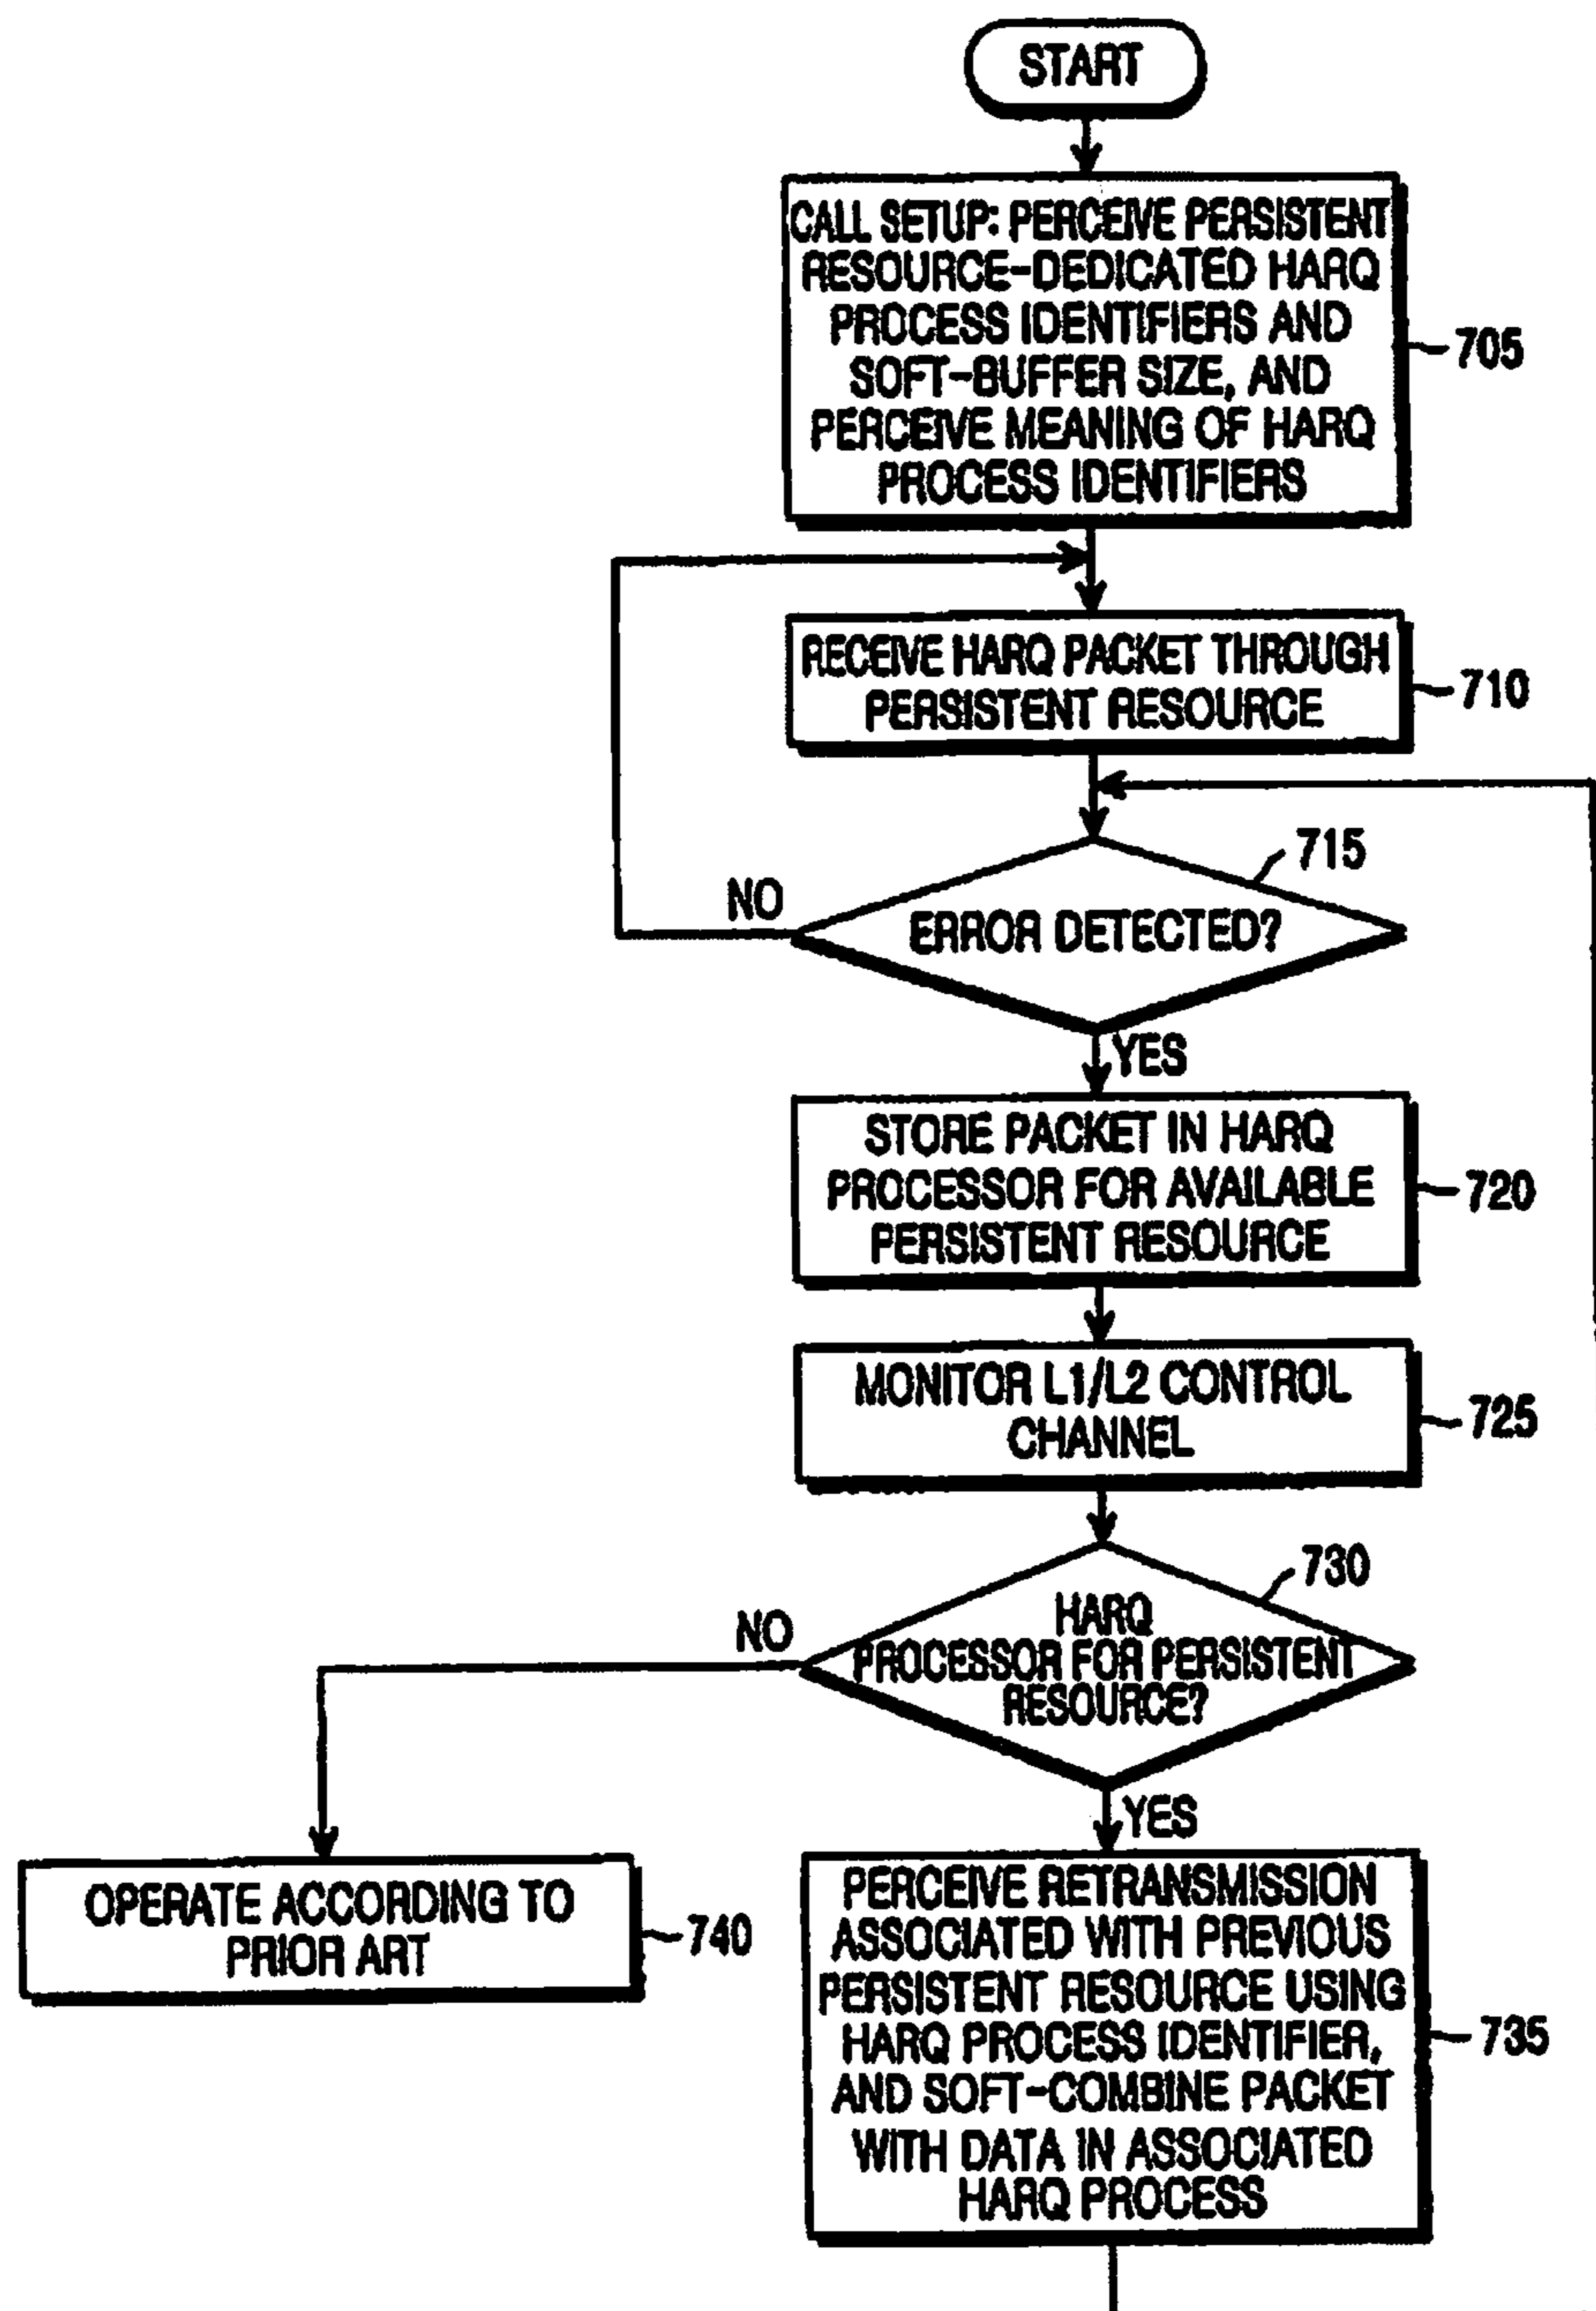 START
CALL SETUP: PERCEIVE PERSISTENT
RESOURCE-DEDICATED HARQ
PROCESS IDENTIFIERS AND
SOFT-BUFFER SIZE, AND
PERCEIVE MEANING OF HARQ
PROCESS IDENTIFIERS
705
RECEIVE HARQ PACKET THROUGH
PERSISTENT RESOURCE
710
715
NO
ERROR DETECTED?
YES
STORE PACKET IN HARQ
PROCESSOR FOR AVAILABLE
PERSISTENT RESOURCE
720
MONITOR L1/L2 CONTROL
CHANNEL
725
730
NO
HARQ
PROCESSOR FOR PERSISTENT
RESOURCE?
YES
OPERATE ACCORDING TO
PRIOR ART
740
PERCEIVE RETRANSMISSION
ASSOCIATED WITH PREVIOUS
PERSISTENT RESOURCE USING
HARQ PROCESS IDENTIFIER,
AND SOFT-COMBINE PACKET
WITH DATA IN ASSOCIATED
HARQ PROCESS
735